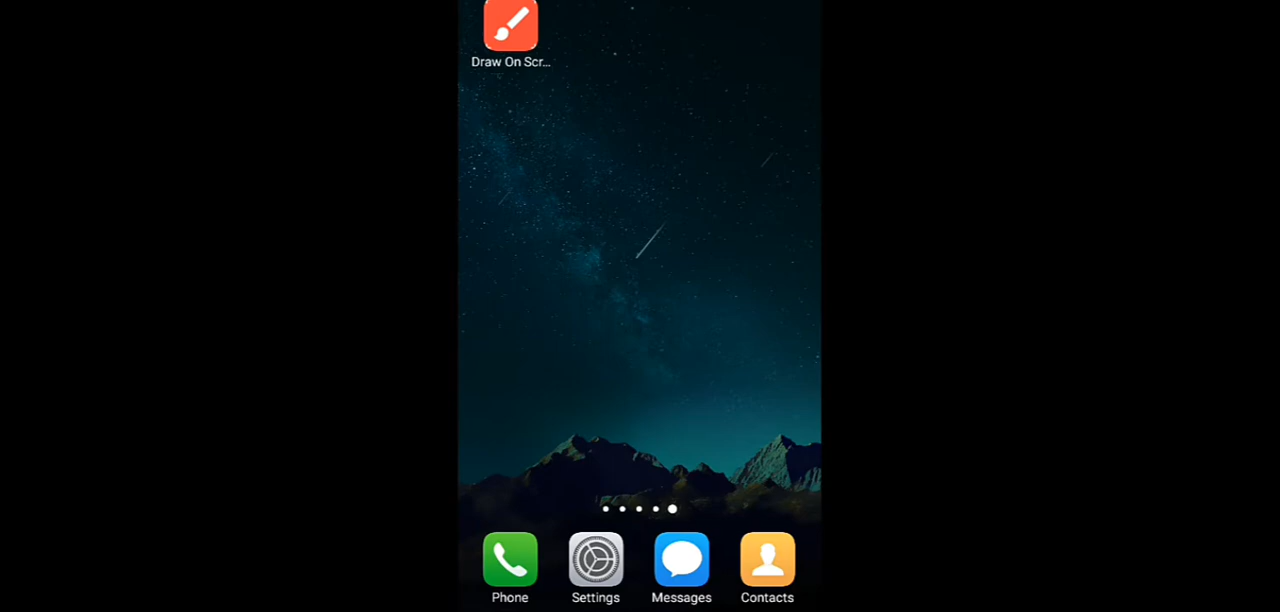 Draw On Scr...
Phone
Settings
Messages
Contacts